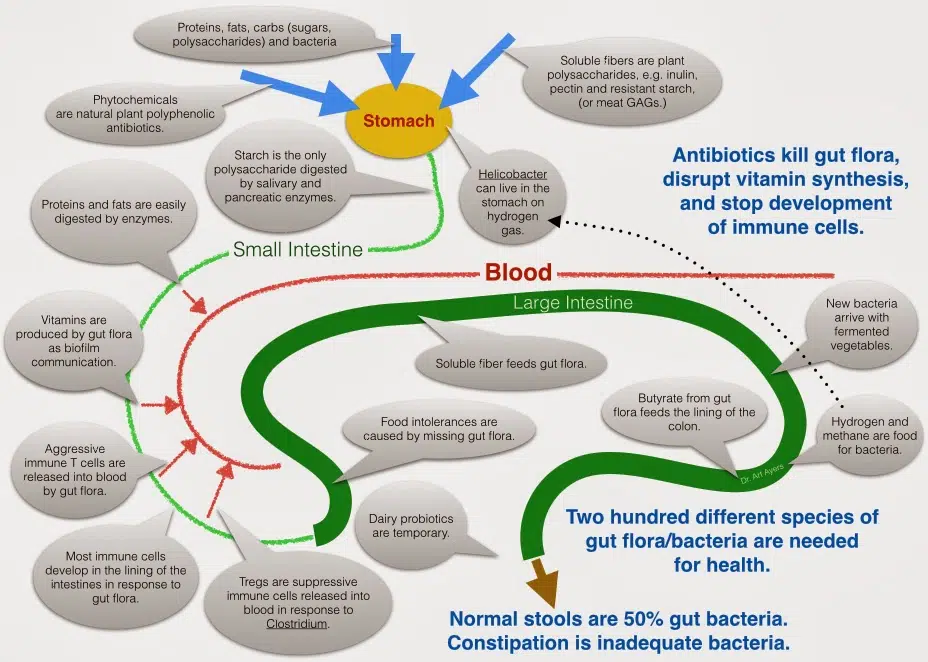 Proteins, fats, carbs (sugars,
polysaccharides) and bacteria
Soluble fibers are plant
polysaccharides, e.g. inulin,
pectin and resistant starch,
(or meat GAGs.)
Phytochemicals
are natural plant polyphenolic
antibiotics.
Stomach
Starch is the only
polysaccharide digested
by salivary and
pancreatic enzymes.
Helicobacter
can live in the
stomach on
hydrogen
gas.
Antibiotics kill gut flora,
disrupt vitamin synthesis,
and stop development
of immune cells.
Proteins and fats are easily
digested by enzymes.
Small Intestine
Blood
Large Intestine
New bacteria
arrive with
fermented
vegetables.
Vitamins are
produced by gut flora
as biofilm
communication.
Soluble fiber feeds gut flora.
Butyrate from gut
flora feeds the lining of the
colon.
Food intolerances are
caused by missing gut flora.
Hydrogen and
methane are food
for bacteria.
Aggressive
immune T cells are
released into blood
by gut flora.
Dr. Art Ayers
Dairy probiotics
are temporary.
Two hundred different species of
gut flora/bacteria are needed
for health.
Most immune cells
develop in the lining of the
intestines in response to
gut flora.
Tregs are suppressive
immune cells released into
blood in response to
Clostridium.
Normal stools are 50% gut bacteria.
Constipation is inadequate bacteria.